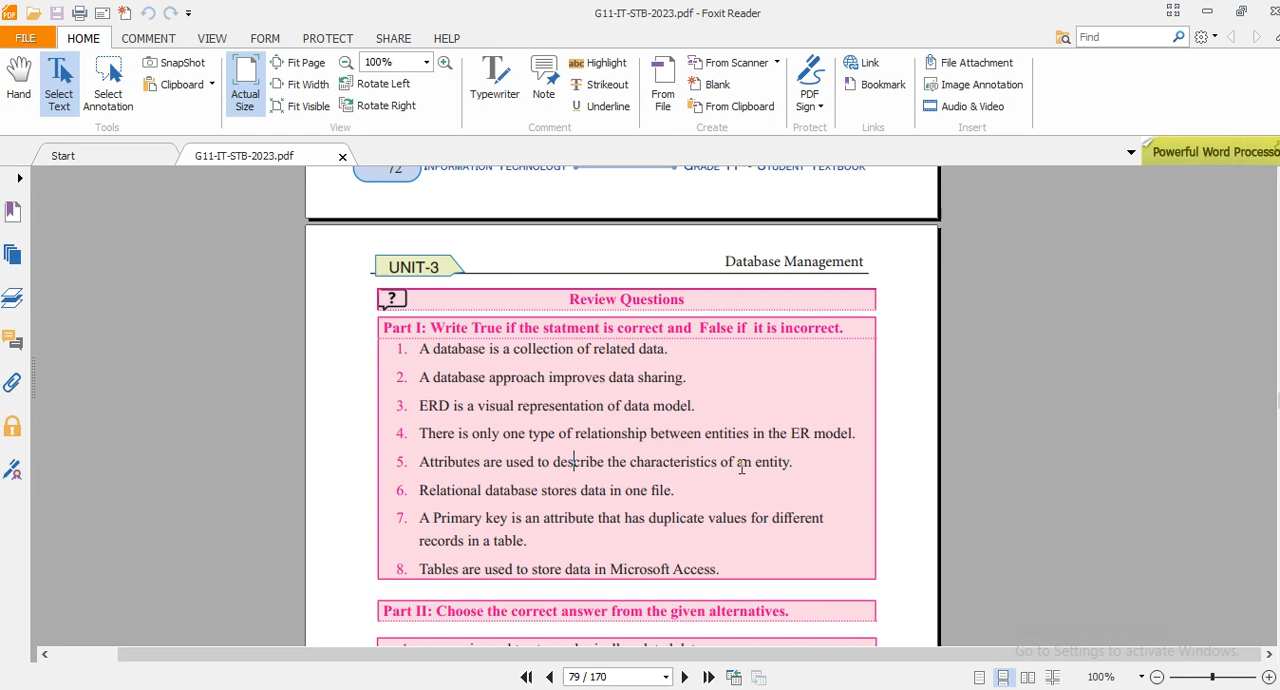 G11-IT-STB-2023.pdf - Foxit Reader
FILE HOME COMMENT VIEW FORM PROTECT SHARE HELP Find
SnapShot Fit Page 100% From Scanner Link File Attachment
Clipboard Fit Width Rotate Left Highlight Blank Bookmark Image Annotation
Hand Select Text Select Annotation Actual Size Fit Visible Rotate Right Typewriter Note Strikeout Underline From File From Clipboard PDF Sign Audio & Video
Tools View Comment Create Protect Links Insert
Start G11-IT-STB-2023.pdf Powerful Word Processo
72 INFORMATION TECHNOLOGY GRADE 11 - STUDENT TEXTBOOK
UNIT-3 Database Management
? Review Questions
Part I: Write True if the statment is correct and False if it is incorrect.
1. A database is a collection of related data.
2. A database approach improves data sharing.
3. ERD is a visual representation of data model.
4. There is only one type of relationship between entities in the ER model.
5. Attributes are used to describe the characteristics of an entity.
6. Relational database stores data in one file.
7. A Primary key is an attribute that has duplicate values for different
records in a table.
8. Tables are used to store data in Microsoft Access.
Part II: Choose the correct answer from the given alternatives.
Go to Settings to activate Windows.
79 / 170 100%